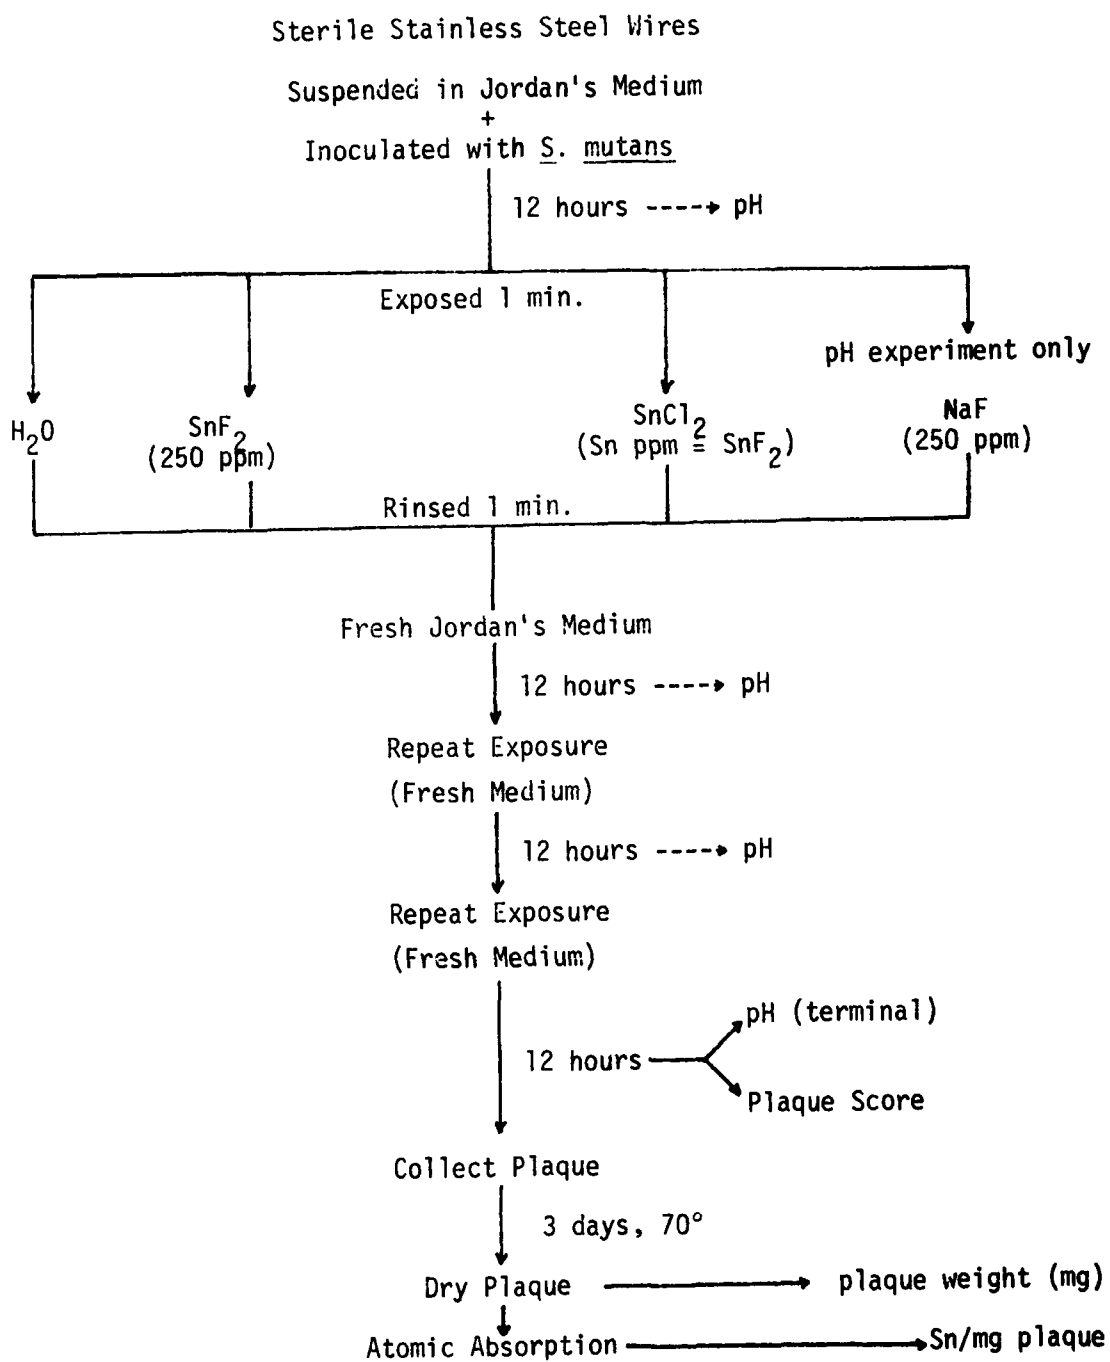 Sterile Stainless Steel Wires
Suspended in Jordan's Medium
+
Inoculated with S. mutans
12 hours ----→ pH
Exposed 1 min.
pH experiment only
H₂O
SnF₂
(250 ppm)
SnCl₂
(Sn ppm ≅ SnF₂)
NaF
(250 ppm)
Rinsed 1 min.
Fresh Jordan's Medium
12 hours ----→ pH
Repeat Exposure
(Fresh Medium)
12 hours ----→ pH
Repeat Exposure
(Fresh Medium)
pH (terminal)
12 hours
Plaque Score
Collect Plaque
3 days, 70°
Dry Plaque → plaque weight (mg)
Atomic Absorption → Sn/mg plaque